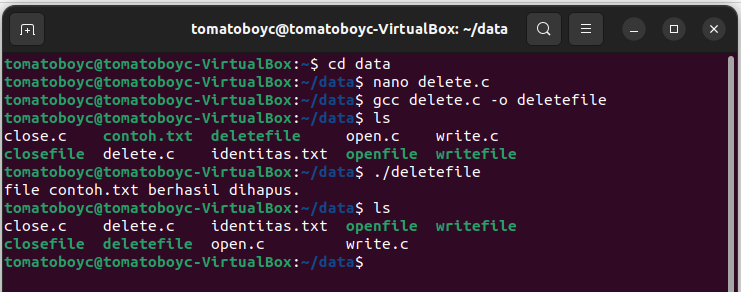 tomatoboyc@tomatoboyc-VirtualBox: ~/data
tomatoboyc@tomatoboyc-VirtualBox:~$ cd data
tomatoboyc@tomatoboyc-VirtualBox:~/data$ nano delete.c
tomatoboyc@tomatoboyc-VirtualBox:~/data$ gcc delete.c -o deletefile
tomatoboyc@tomatoboyc-VirtualBox:~/data$ ls
close.c    contoh.txt  deletefile     open.c    write.c
closefile  delete.c    identitas.txt  openfile  writefile
tomatoboyc@tomatoboyc-VirtualBox:~/data$ ./deletefile
file contoh.txt berhasil dihapus.
tomatoboyc@tomatoboyc-VirtualBox:~/data$ ls
close.c    delete.c    identitas.txt  openfile  writefile
closefile  deletefile  open.c         write.c
tomatoboyc@tomatoboyc-VirtualBox:~/data$